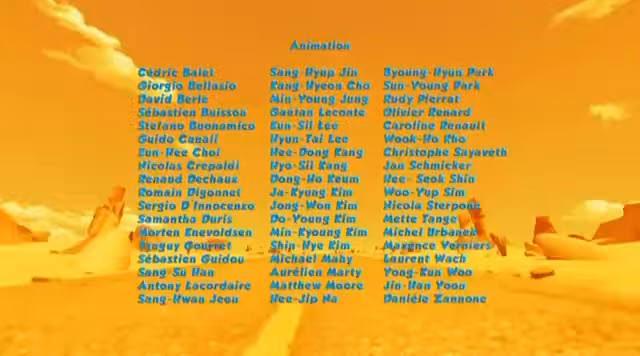 Animation
Cédric Balet
Giorgio Bellasio
David Berle
Sébastien Buisson
Stefano Buonamico
Guido Canali
Eun-Hee Choi
Nicolas Crepaldi
Renaud Dechaux
Romain Digonnet
Sergio D'Innocenzo
Samantha Duris
Morten Enevoldsen
Tanguy Gournet
Sébastien Guidou
Sang-Su Han
Antony Lacordaire
Sang-Hwan Jeon
Sang-Hyup Jin
Kang-Hyeon Cho
Min-Young Jung
Gaëtan Leconte
Eun-Sil Lee
Hyun-Tai Lee
Hee-Dong Kang
Hyo-Sil Kang
Dong-Ho Keum
Ja-Kyung Kim
Jong-Won Kim
Do-Young Kim
Min-Kyoung Kim
Shin-Hye Kim
Michael Maby
Aurélien Marty
Matthew Moore
Hee-Jip Na
Byoung-Hyun Park
Sun-Young Park
Rudy Pierrat
Olivier Renard
Caroline Renault
Wook-Ho Rho
Christophe Sayaveth
Jan Schmicker
Hee-Seok Shin
Woo-Yup Sim
Nicola Sterpone
Mette Tange
Michel Urbanek
Maxence Verniers
Laurent Wach
Yong-Kun Woo
Jin-Han Yoon
Danièle Zannone